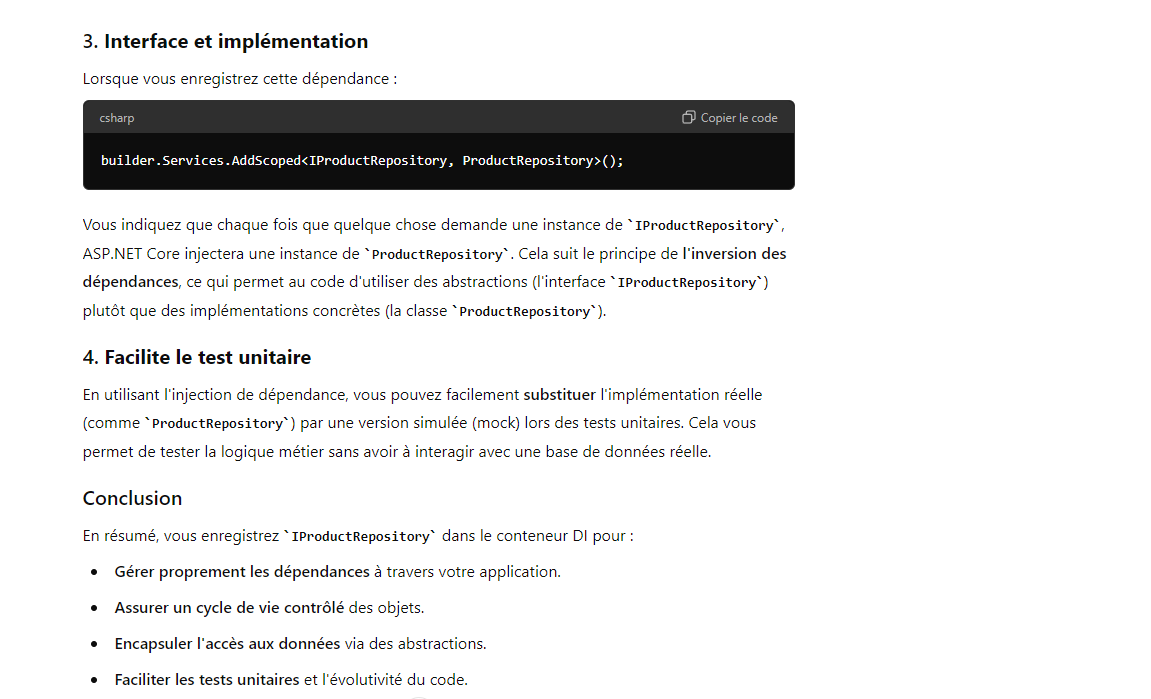 3. Interface et implémentation
Lorsque vous enregistrez cette dépendance :
csharp
Copier le code
builder.Services.AddScoped<IProductRepository, ProductRepository>();
Vous indiquez que chaque fois que quelque chose demande une instance de `IProductRepository`,
ASP.NET Core injectera une instance de `ProductRepository`. Cela suit le principe de l'inversion des
dépendances, ce qui permet au code d'utiliser des abstractions (l'interface `IProductRepository`)
plutôt que des implémentations concrètes (la classe `ProductRepository`).
4. Facilite le test unitaire
En utilisant l'injection de dépendance, vous pouvez facilement substituer l'implémentation réelle
(comme `ProductRepository`) par une version simulée (mock) lors des tests unitaires. Cela vous
permet de tester la logique métier sans avoir à interagir avec une base de données réelle.
Conclusion
En résumé, vous enregistrez `IProductRepository` dans le conteneur DI pour :
• Gérer proprement les dépendances à travers votre application.
• Assurer un cycle de vie contrôlé des objets.
• Encapsuler l'accès aux données via des abstractions.
• Faciliter les tests unitaires et l'évolutivité du code.